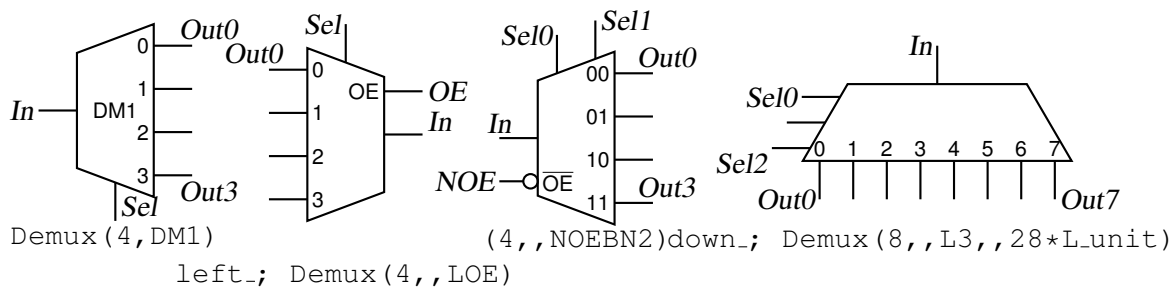 Out0
0
1
In
DM1
2
3
Out3
Sel
Demux(4,DM1)
Sel
Out0
0
OE
OE
1
In
2
3
left_; Demux(4,,LOE)
Sel1
Sel0
00
Out0
01
In
10
NOE
OE
Out3
11
(4,,NOEBN2)
In
Sel0
Sel2
0 1 2 3 4 5 6 7
Out0
Out7
down_; Demux(8,,L3,,28*L_unit)